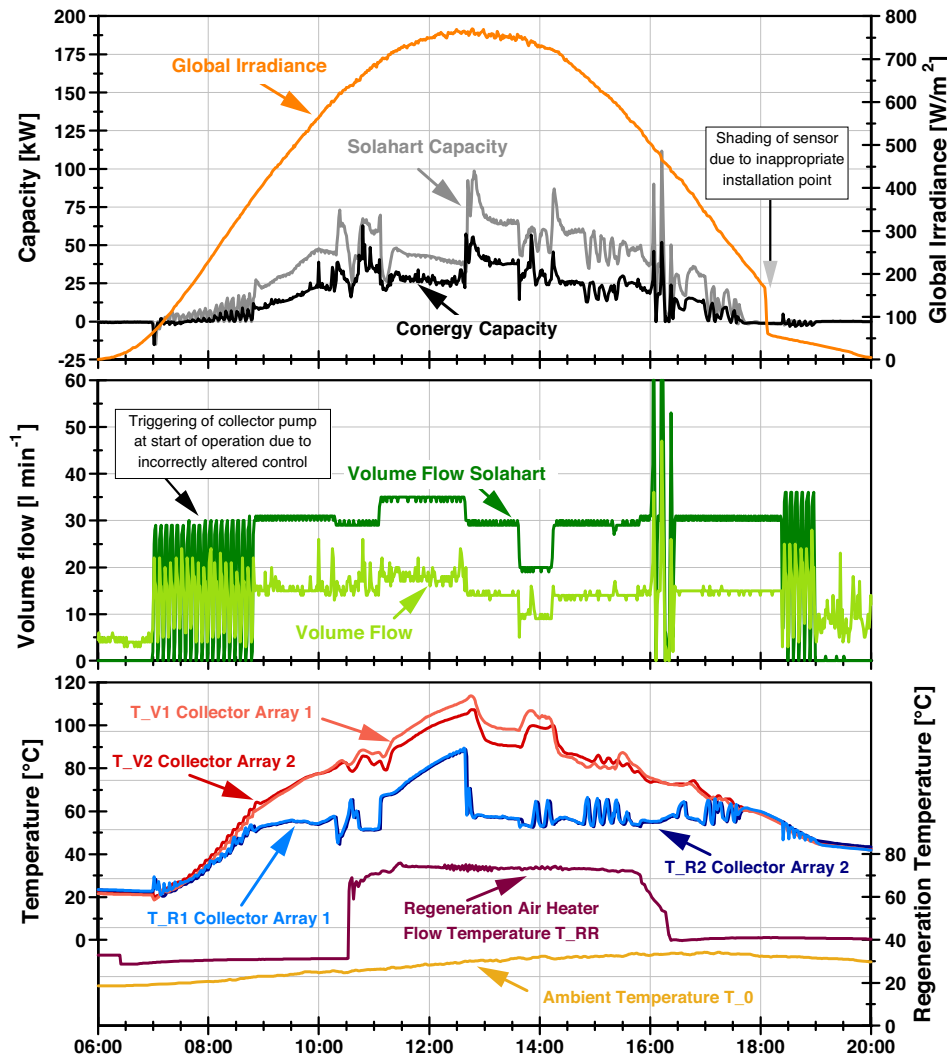 200
175
150
125
100
75
50
25
0
-25
Capacity [kW]
800
700
600
500
400
300
200
100
0
Global Irradiance [W/m²]
Global Irradiance
Solahart Capacity
Conergy Capacity
Shading of sensor
due to inappropriate
installation point
60
50
40
30
20
10
0
Volume flow [l min⁻¹]
Triggering of collector pump
at start of operation due to
incorrectly altered control
Volume Flow Solahart
Volume Flow
120
100
80
60
40
20
0
Temperature [°C]
80
60
40
20
0
Regeneration Temperature [°C]
T_V1 Collector Array 1
T_V2 Collector Array 2
T_R2 Collector Array 2
T_R1 Collector Array 1
Regeneration Air Heater
Flow Temperature T_RR
Ambient Temperature T_0
06:00
08:00
10:00
12:00
14:00
16:00
18:00
20:00